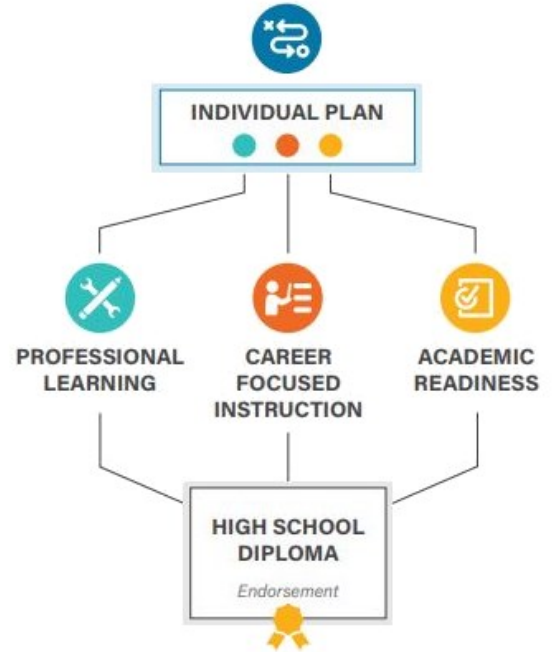 INDIVIDUAL PLAN
PROFESSIONAL
LEARNING
CAREER
FOCUSED
INSTRUCTION
ACADEMIC
READINESS
HIGH SCHOOL
DIPLOMA
Endorsement